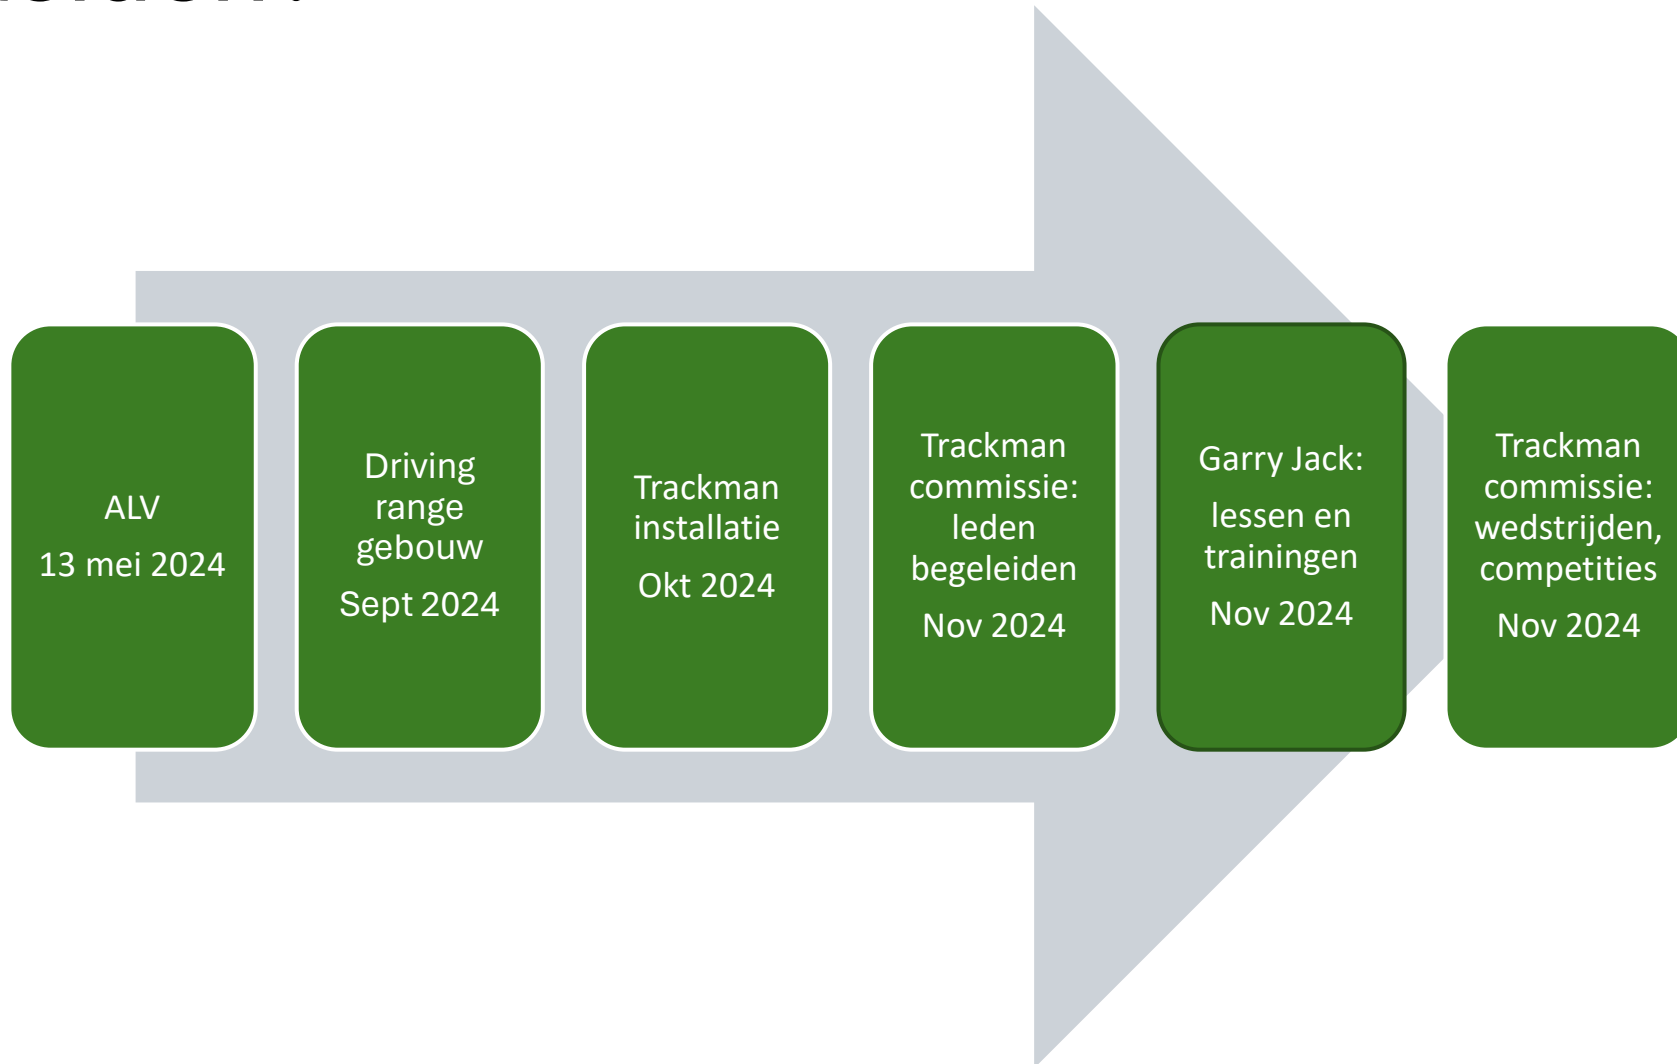 ALV
13 mei 2024
Driving
range
gebouw
Sept 2024
Trackman
installatie
Okt 2024
Trackman
commissie:
leden
begeleiden
Nov 2024
Garry Jack:
lessen en
trainingen
Nov 2024
Trackman
commissie:
wedstrijden,
competities
Nov 2024